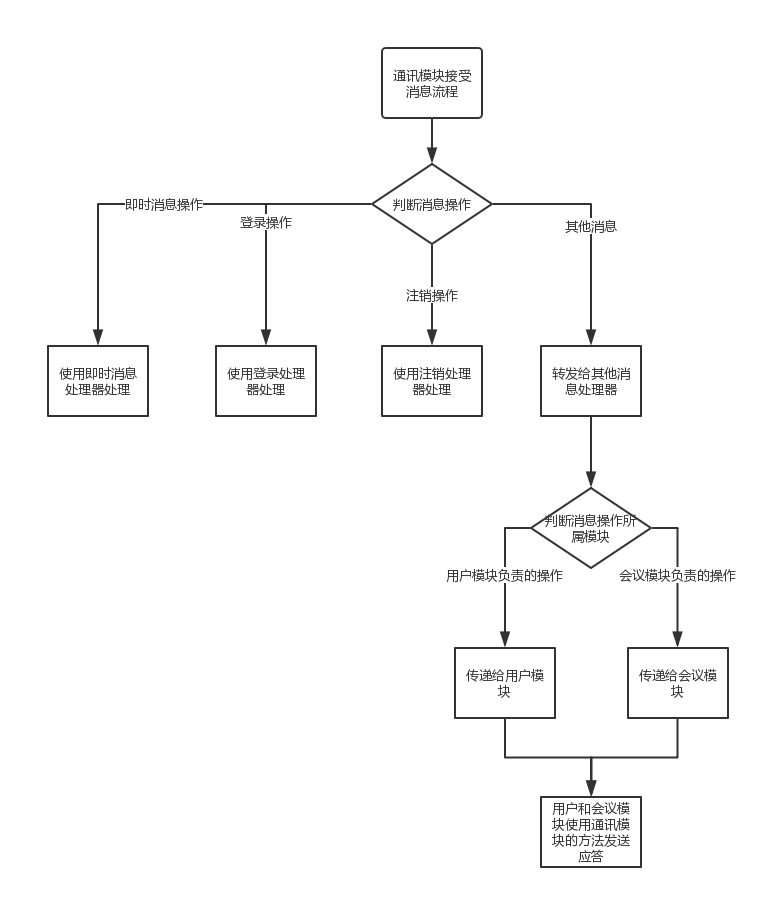 通讯模块接受
消息流程
判断消息操作
即时消息操作
登录操作
其他消息
注销操作
使用即时消息
处理器处理
使用登录处理
器处理
使用注销处理
器处理
转发给其他消
息处理器
判断消息操作所
属模块
用户模块负责的操作
会议模块负责的操作
传递给用户模
块
传递给会议模
块
用户和会议模
块使用通讯模
块的方法发送
应答